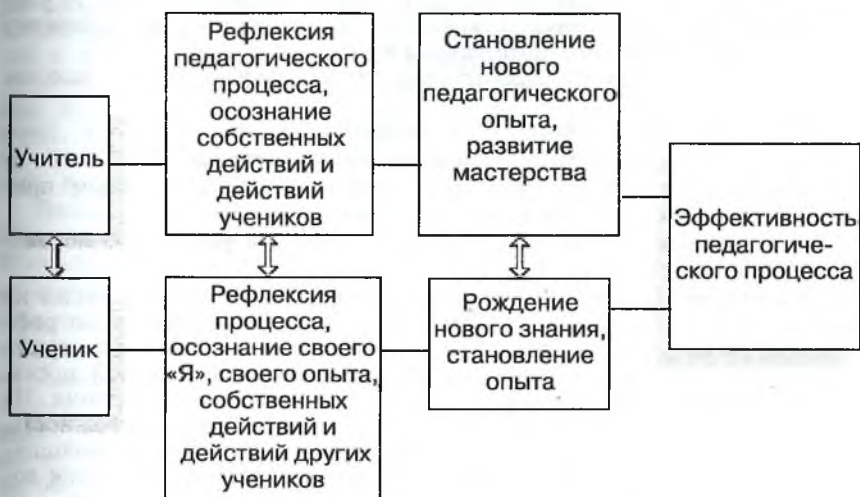 Учитель
Рефлексия
педагогического
процесса,
осознание
собственных
действий и
действий
учеников
Становление
нового
педагогического
опыта,
развитие
мастерства
Эффективность
педагогиче-
ского процесса
Ученик
Рефлексия
процесса,
осознание своего
«Я», своего опыта,
собственных
действий и
действий других
учеников
Рождение
нового знания,
становление
опыта